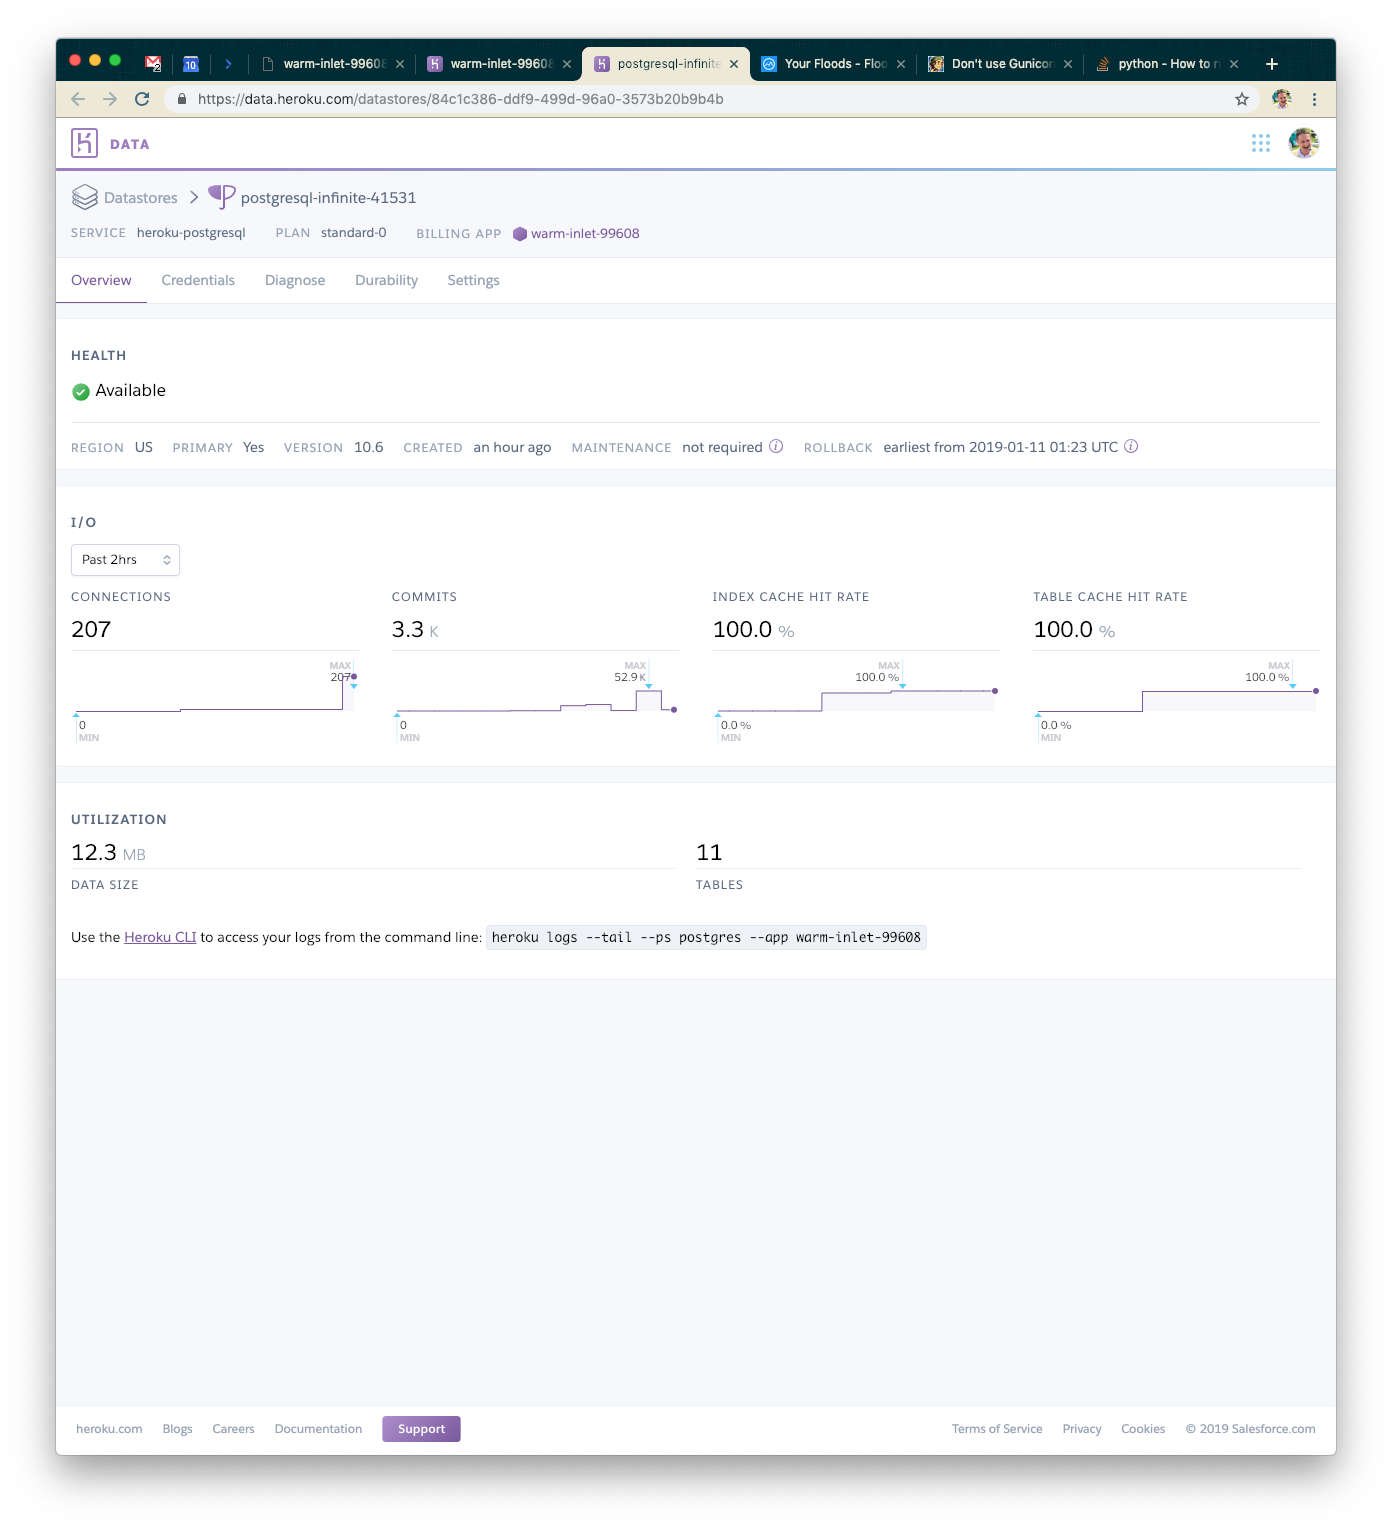 2 10 warm-inlet-99608 warm-inlet-99608 postgresql-infinite Your Floods - Floo Don't use Gunicorn python - How to
https://data.heroku.com/datastores/84c1c386-ddf9-499d-96a0-3573b20b9b4b
DATA
Datastores postgresql-infinite-41531
SERVICE heroku-postgresql PLAN standard-0 BILLING APP warm-inlet-99608
Overview Credentials Diagnose Durability Settings
HEALTH
Available
REGION US PRIMARY Yes VERSION 10.6 CREATED an hour ago MAINTENANCE not required ROLLBACK earliest from 2019-01-11 01:23 UTC
I/O
Past 2hrs
CONNECTIONS COMMITS INDEX CACHE HIT RATE TABLE CACHE HIT RATE
207 3.3 K 100.0 % 100.0 %
MAX MAX MAX MAX
207 52.9 K 100.0 % 100.0 %
0 0 0.0 % 0.0 %
MIN MIN MIN MIN
UTILIZATION
12.3 MB 11
DATA SIZE TABLES
Use the Heroku CLI to access your logs from the command line: heroku logs --tail --ps postgres --app warm-inlet-99608
heroku.com Blogs Careers Documentation Support Terms of Service Privacy Cookies © 2019 Salesforce.com